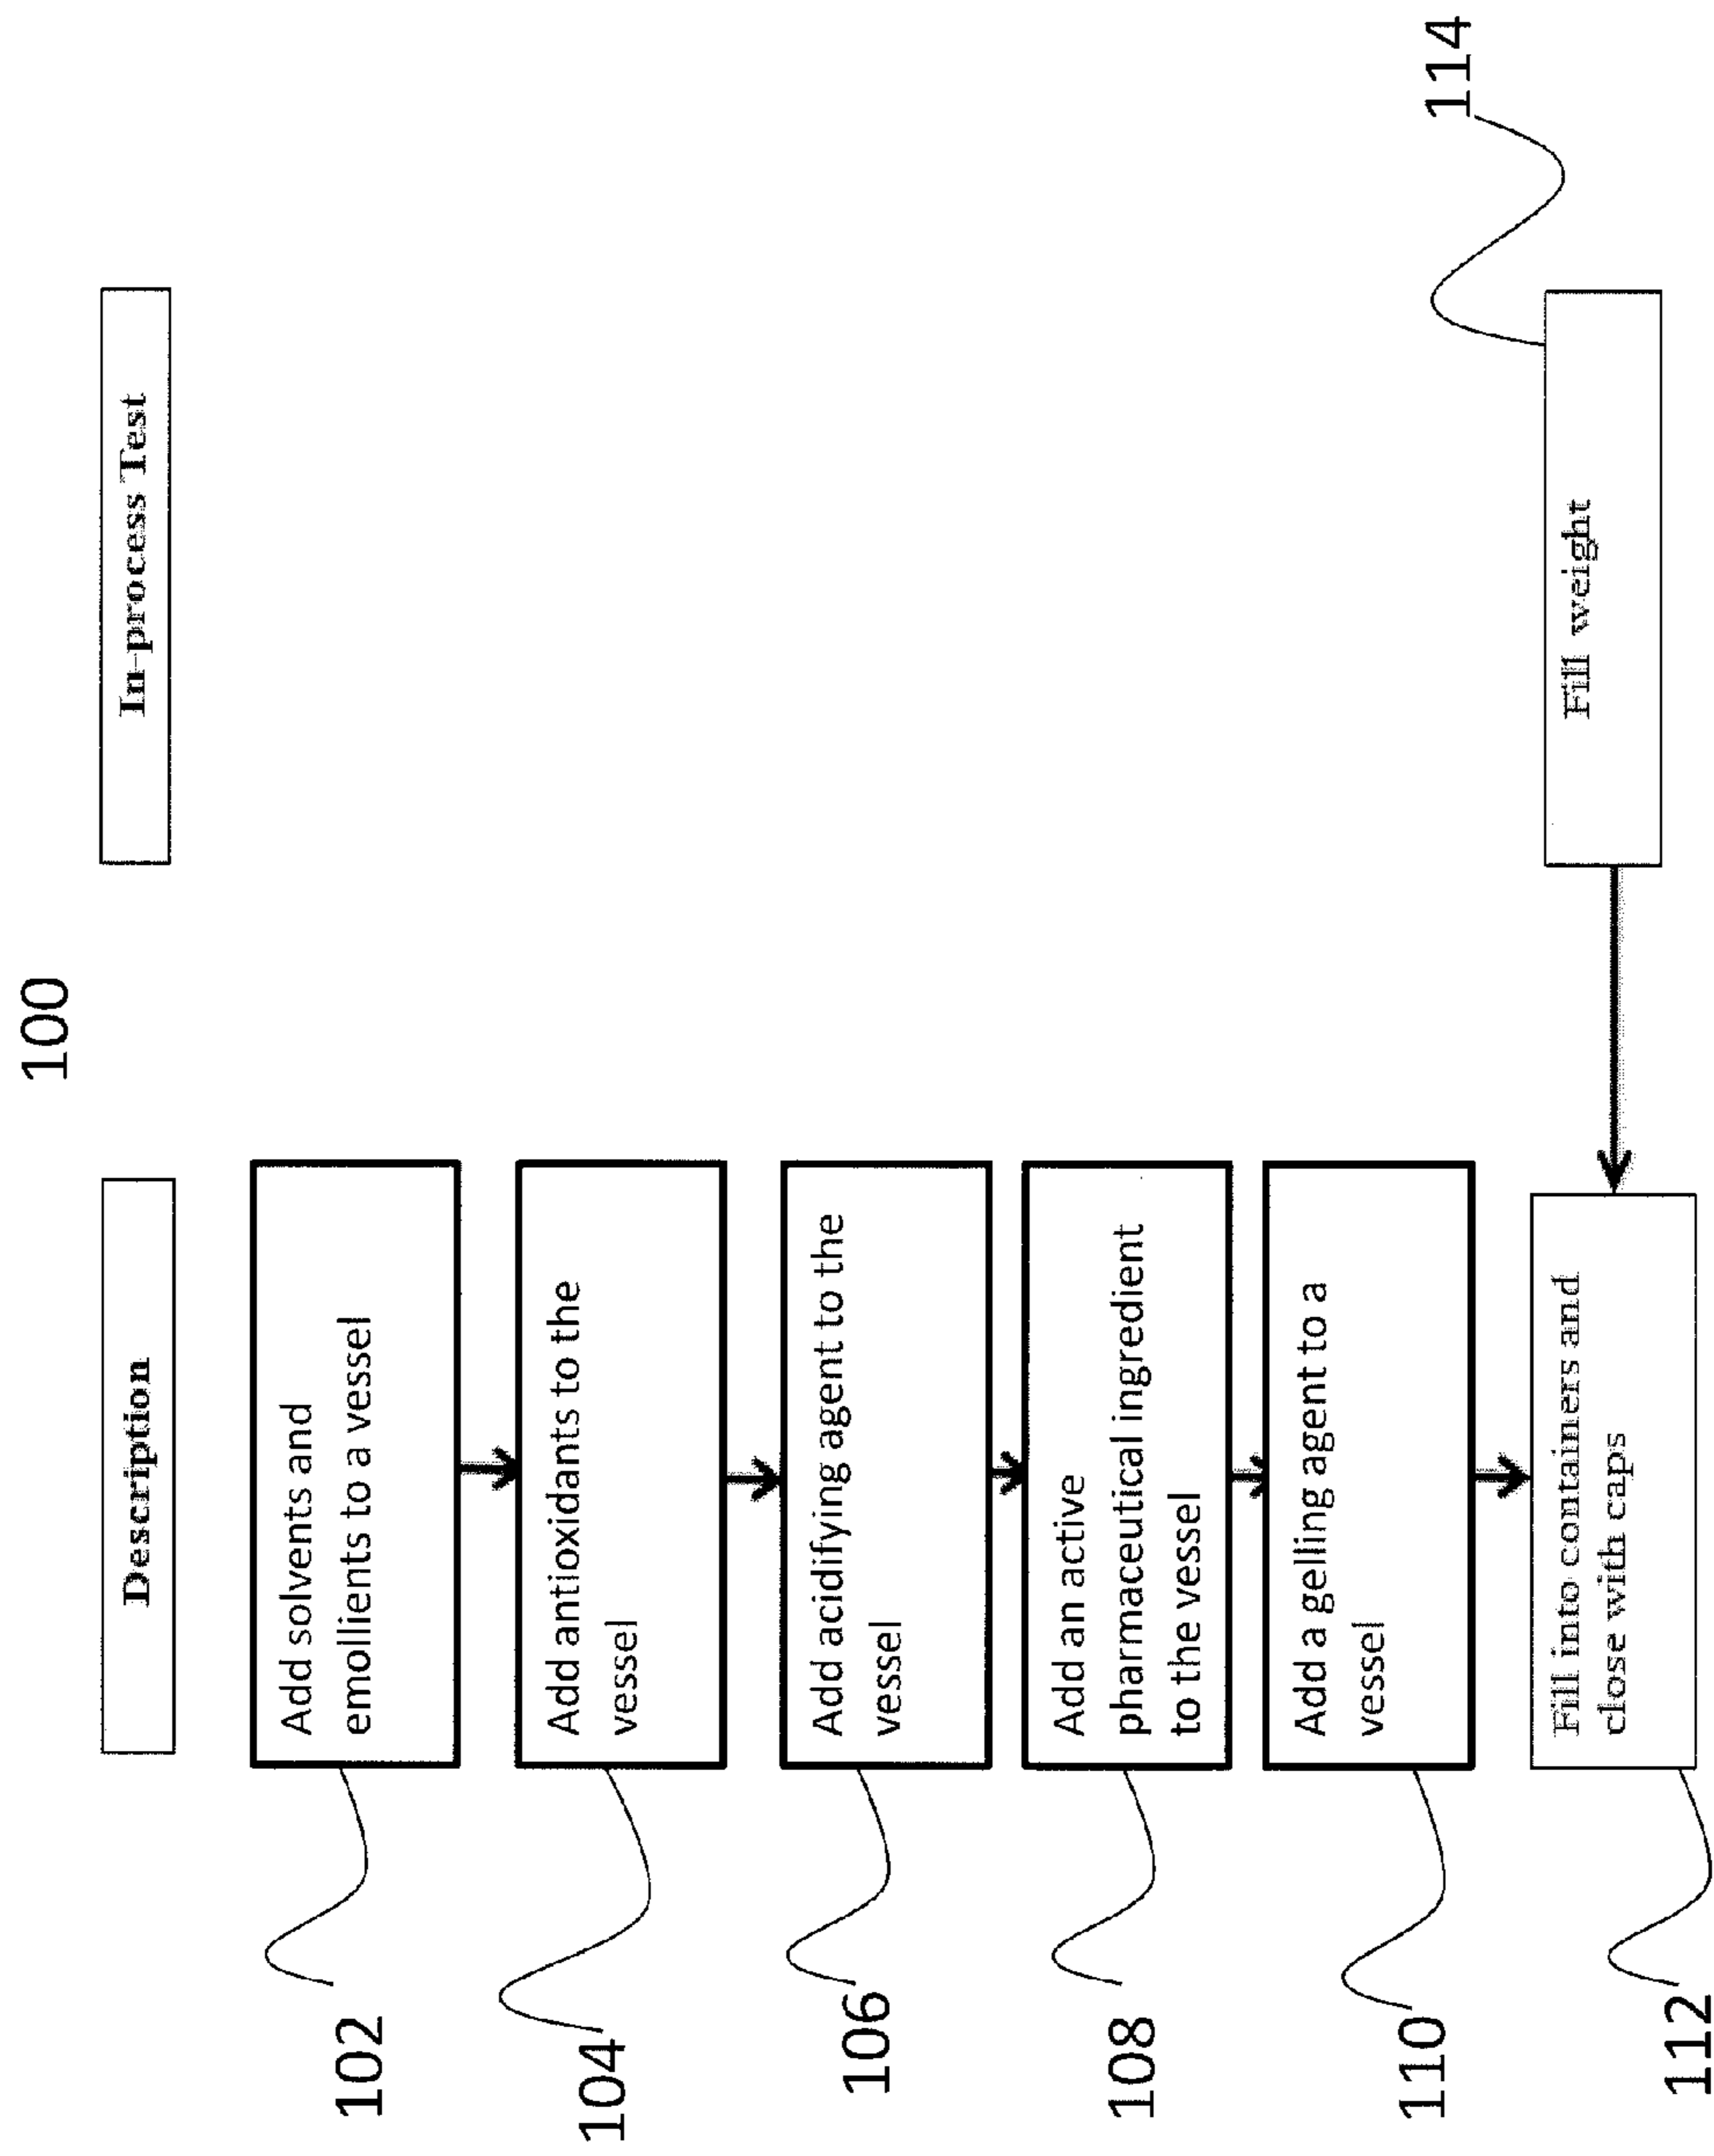 100
Description
In-process Test
102
Add solvents and
emollients to a vessel
104
Add antioxidants to the
vessel
106
Add acidifying agent to the
vessel
108
Add an active
pharmaceutical ingredient
to the vessel
110
Add a gelling agent to a
vessel
112
Fill into containers and
close with caps
Fill weight
114